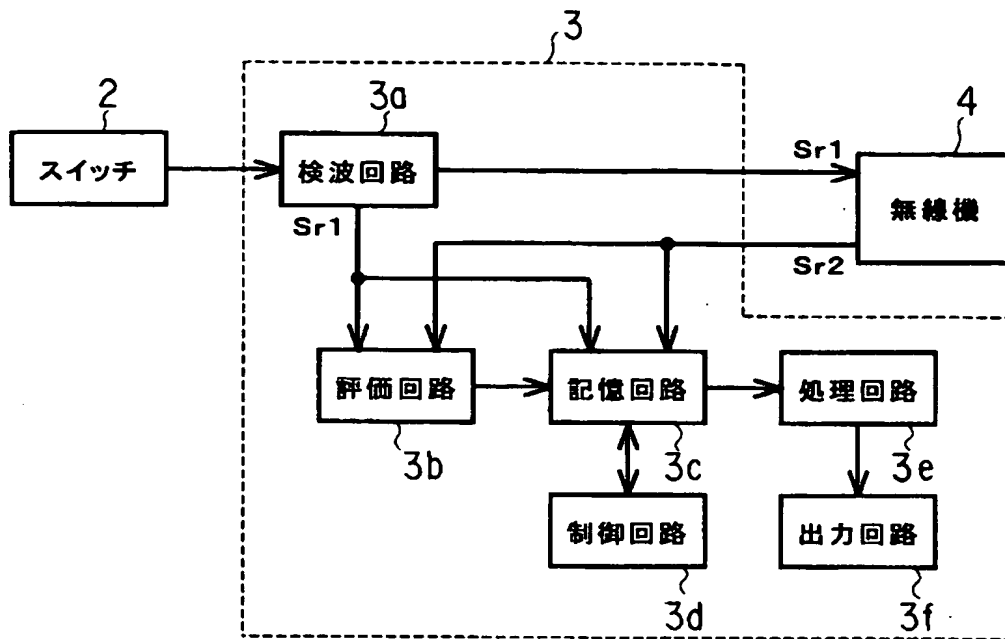 3
2
3a
4
スイッチ
検波回路
Sr1
無線機
Sr1
Sr2
評価回路
記憶回路
処理回路
3b
3c
3e
制御回路
出力回路
3d
3f